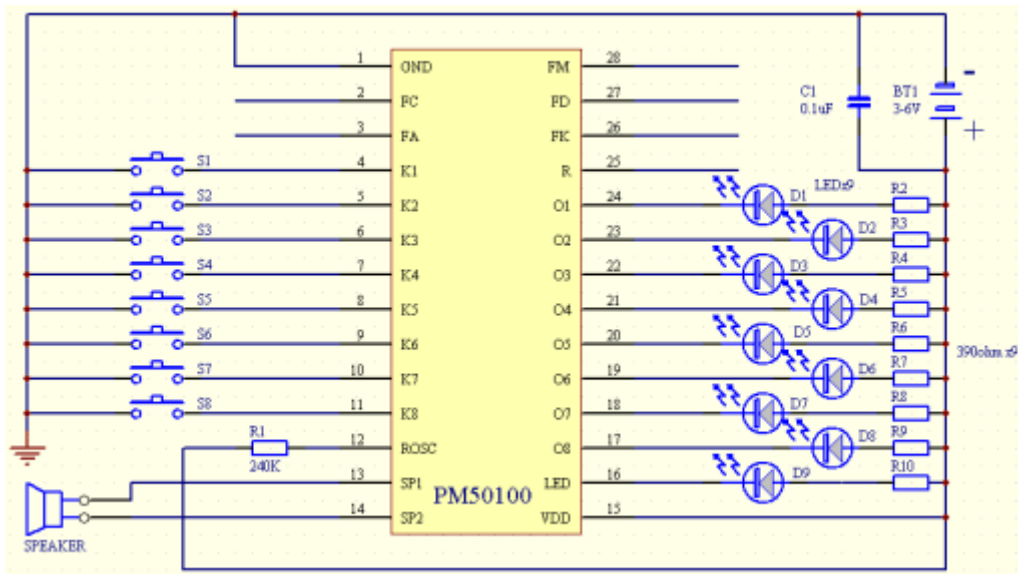 1 GND FM 28
2 FC FD 27
3 FA FK 26
C1 0.1uF
BT1 3-6V
-
+
S1 4 K1 R 25
LEDx9
S2 5 K2 O1 24 D1 R2
S3 6 K3 O2 23 D2 R3
S4 7 K4 O3 22 D3 R4
S5 8 K5 O4 21 D4 R5
S6 9 K6 O5 20 D5 R6
390ohm x9
S7 10 K7 O6 19 D6 R7
S8 11 K8 O7 18 D7 R8
R1 240K 12 ROSC O8 17 D8 R9
13 SP1 LED 16 D9 R10
PM50100
14 SP2 VDD 15
SPEAKER